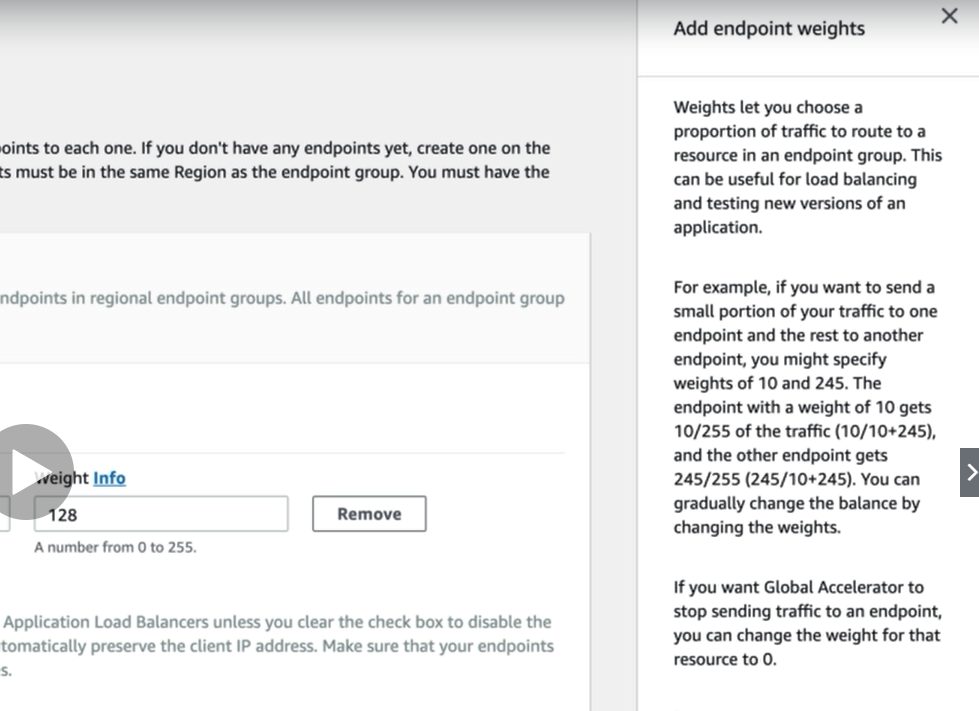 Add endpoint weights
oints to each one. If you don't have any endpoints yet, create one on the
ts must be in the same Region as the endpoint group. You must have the
ndpoints in regional endpoint groups. All endpoints for an endpoint group
Weight Info
128
Remove
A number from 0 to 255.
Application Load Balancers unless you clear the check box to disable the
tomatically preserve the client IP address. Make sure that your endpoints
s.
Weights let you choose a
proportion of traffic to route to a
resource in an endpoint group. This
can be useful for load balancing
and testing new versions of an
application.
For example, if you want to send a
small portion of your traffic to one
endpoint and the rest to another
endpoint, you might specify
weights of 10 and 245. The
endpoint with a weight of 10 gets
10/255 of the traffic (10/10+245),
and the other endpoint gets
245/255 (245/10+245). You can
gradually change the balance by
changing the weights.
If you want Global Accelerator to
stop sending traffic to an endpoint,
you can change the weight for that
resource to 0.